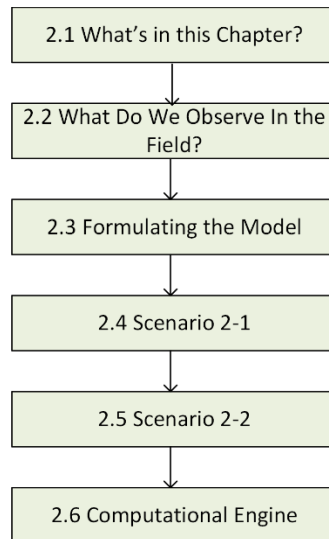 2.1 What’s in this Chapter?
2.2 What Do We Observe In the
Field?
2.3 Formulating the Model
2.4 Scenario 2-1
2.5 Scenario 2-2
2.6 Computational Engine